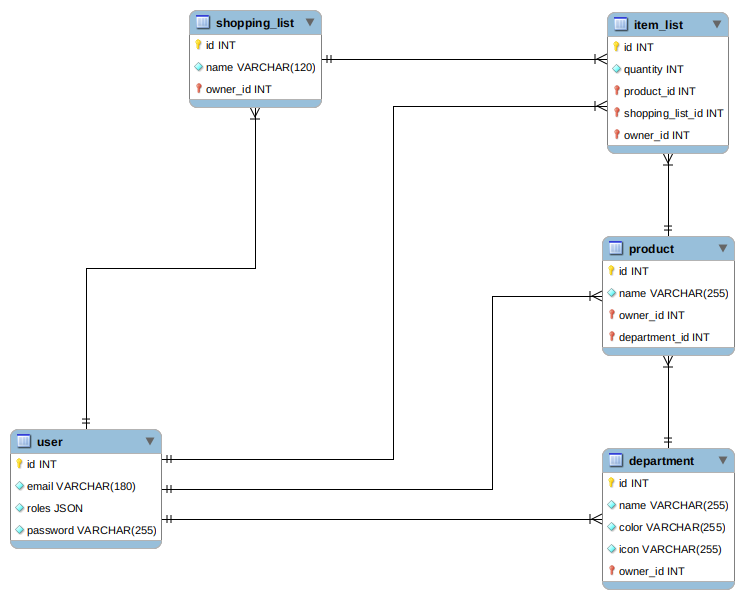 shopping_list
id INT
name VARCHAR(120)
owner_id INT
item_list
id INT
quantity INT
product_id INT
shopping_list_id INT
owner_id INT
product
id INT
name VARCHAR(255)
owner_id INT
department_id INT
user
id INT
email VARCHAR(180)
roles JSON
password VARCHAR(255)
department
id INT
name VARCHAR(255)
color VARCHAR(255)
icon VARCHAR(255)
owner_id INT